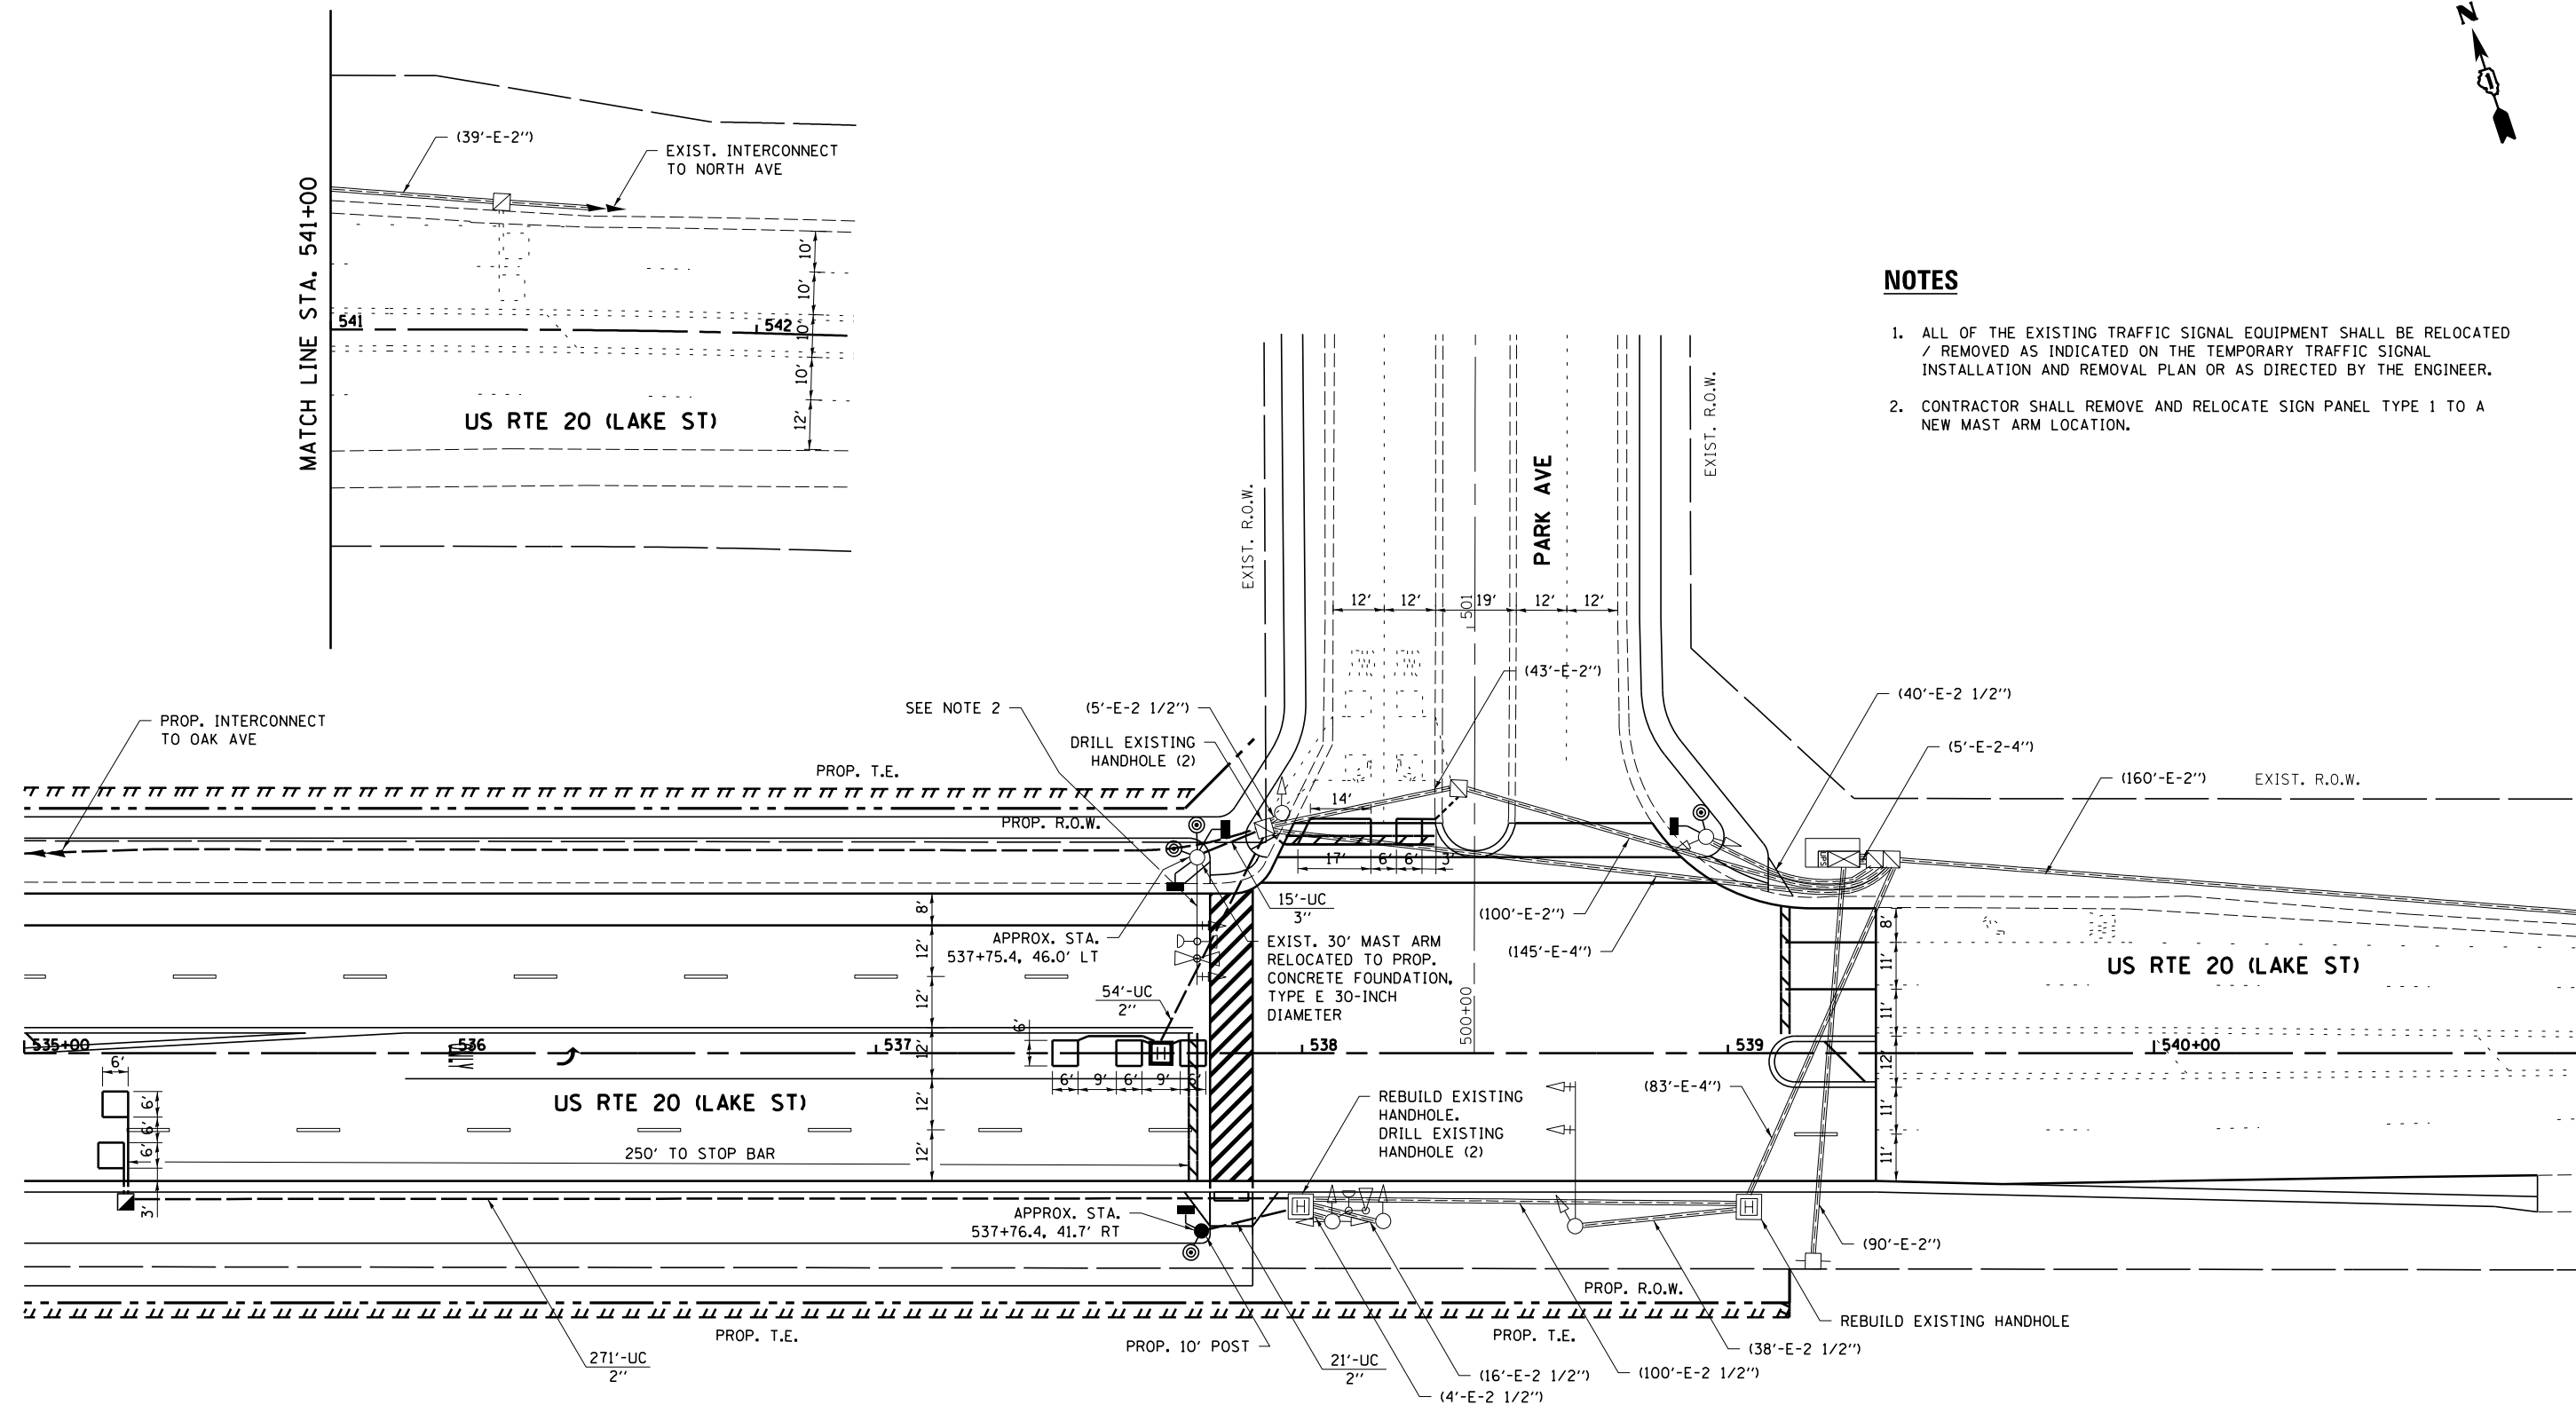 N
MATCH LINE STA. 541+00
(39'-E-2'')
EXIST. INTERCONNECT
TO NORTH AVE
541
542
10'
10'
10'
10'
12'
US RTE 20 (LAKE ST)
NOTES
1. ALL OF THE EXISTING TRAFFIC SIGNAL EQUIPMENT SHALL BE RELOCATED
/ REMOVED AS INDICATED ON THE TEMPORARY TRAFFIC SIGNAL
INSTALLATION AND REMOVAL PLAN OR AS DIRECTED BY THE ENGINEER.
2. CONTRACTOR SHALL REMOVE AND RELOCATE SIGN PANEL TYPE 1 TO A
NEW MAST ARM LOCATION.
EXIST. R.O.W.
EXIST. R.O.W.
PARK AVE
12'
12'
19'
12'
12'
501
PROP. INTERCONNECT
TO OAK AVE
SEE NOTE 2
(5'-E-2 1/2'')
DRILL EXISTING
HANDHOLE (2)
(43'-E-2'')
(40'-E-2 1/2'')
(5'-E-2-4'')
(160'-E-2'')
EXIST. R.O.W.
PROP. T.E.
PROP. R.O.W.
14'
17'
6'
6'
3'
UPS
15'-UC
3''
(100'-E-2'')
(145'-E-4'')
APPROX. STA.
537+75.4, 46.0' LT
EXIST. 30' MAST ARM
RELOCATED TO PROP.
CONCRETE FOUNDATION,
TYPE E 30-INCH
DIAMETER
54'-UC
2''
8'
12'
12'
12'
12'
12'
6'
500+00
8'
11'
11'
12'
11'
11'
US RTE 20 (LAKE ST)
535+00
536
537
538
539
540+00
6'
6'
6'
6'
3'
6'
9'
6'
9'
6'
H
US RTE 20 (LAKE ST)
250' TO STOP BAR
REBUILD EXISTING
HANDHOLE.
DRILL EXISTING
HANDHOLE (2)
(83'-E-4'')
H
H
APPROX. STA.
537+76.4, 41.7' RT
(90'-E-2'')
PROP. R.O.W.
REBUILD EXISTING HANDHOLE
PROP. T.E.
PROP. 10' POST
PROP. T.E.
271'-UC
2''
21'-UC
2''
(38'-E-2 1/2'')
(16'-E-2 1/2'')
(100'-E-2 1/2'')
(4'-E-2 1/2'')